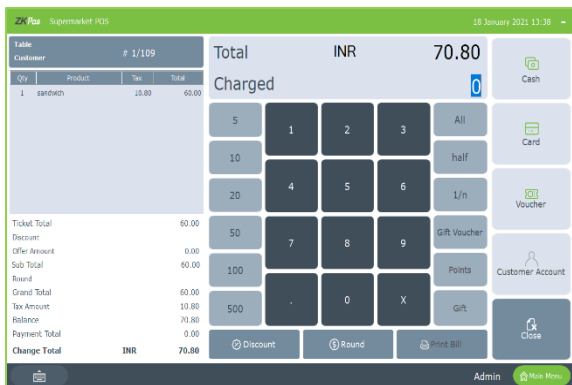 ZKPos Supermarket POS 18 January 2021 13:38
Table
Customer
# 1/109
Qty Product Tax Total
1 sandwich 10.80 60.00
Ticket Total 60.00
Discount
Offer Amount 0.00
Sub Total 60.00
Round
Grand Total 60.00
Tax Amount 10.80
Balance 70.80
Payment Total 0.00
Change Total INR 70.80
Total INR 70.80
Charged 0
5 1 2 3 All
10 half
20 4 5 6 1/n
50 7 8 9 Gift Voucher
100 Points
500 . 0 X Gift
Discount Round Print Bill
Cash
Card
Voucher
Customer Account
Close
Admin Main Menu